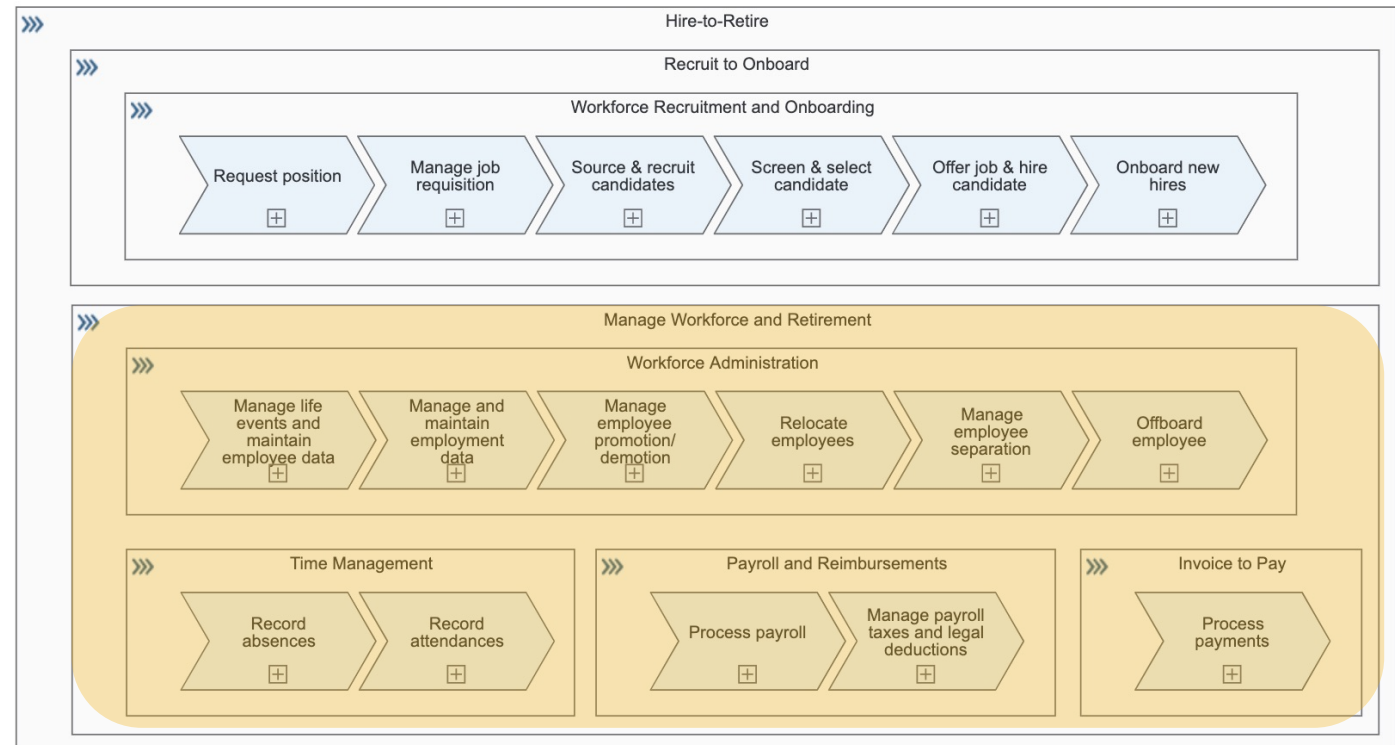 Hire-to-Retire
Recruit to Onboard
Workforce Recruitment and Onboarding
Request position
Manage job
requisition
Source & recruit
candidates
Screen & select
candidate
Offer job & hire
candidate
Onboard new
hires
Manage Workforce and Retirement
Workforce Administration
Manage life
events and
maintain
employee data
Manage and
maintain
employment
data
Manage
employee
promotion/
demotion
Relocate
employees
Manage
employee
separation
Offboard
employee
Time Management
Record
absences
Record
attendances
Payroll and Reimbursements
Process payroll
Manage payroll
taxes and legal
deductions
Invoice to Pay
Process
payments